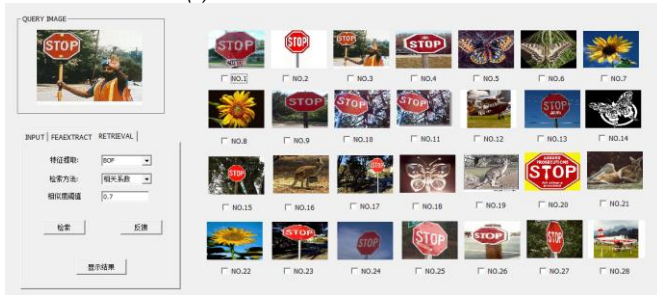 QUERY IMAGE
STOP
INPUT FEAEXTRACT RETRIEVAL
特征提取: BOF
检索方法: 相关系数
相似度阈值 0.7
检索 反馈
显示结果
STOP STOP STOP STOP
NO.1 NO.2 NO.3 NO.4 NO.5 NO.6 NO.7
STOP STOP STOP STOP
NO.8 NO.9 NO.10 NO.11 NO.12 NO.13 NO.14
STOP STOP STOP
NO.15 NO.16 NO.17 NO.18 NO.19 NO.20 NO.21
STOP STOP STOP STOP STOP
NO.22 NO.23 NO.24 NO.25 NO.26 NO.27 NO.28